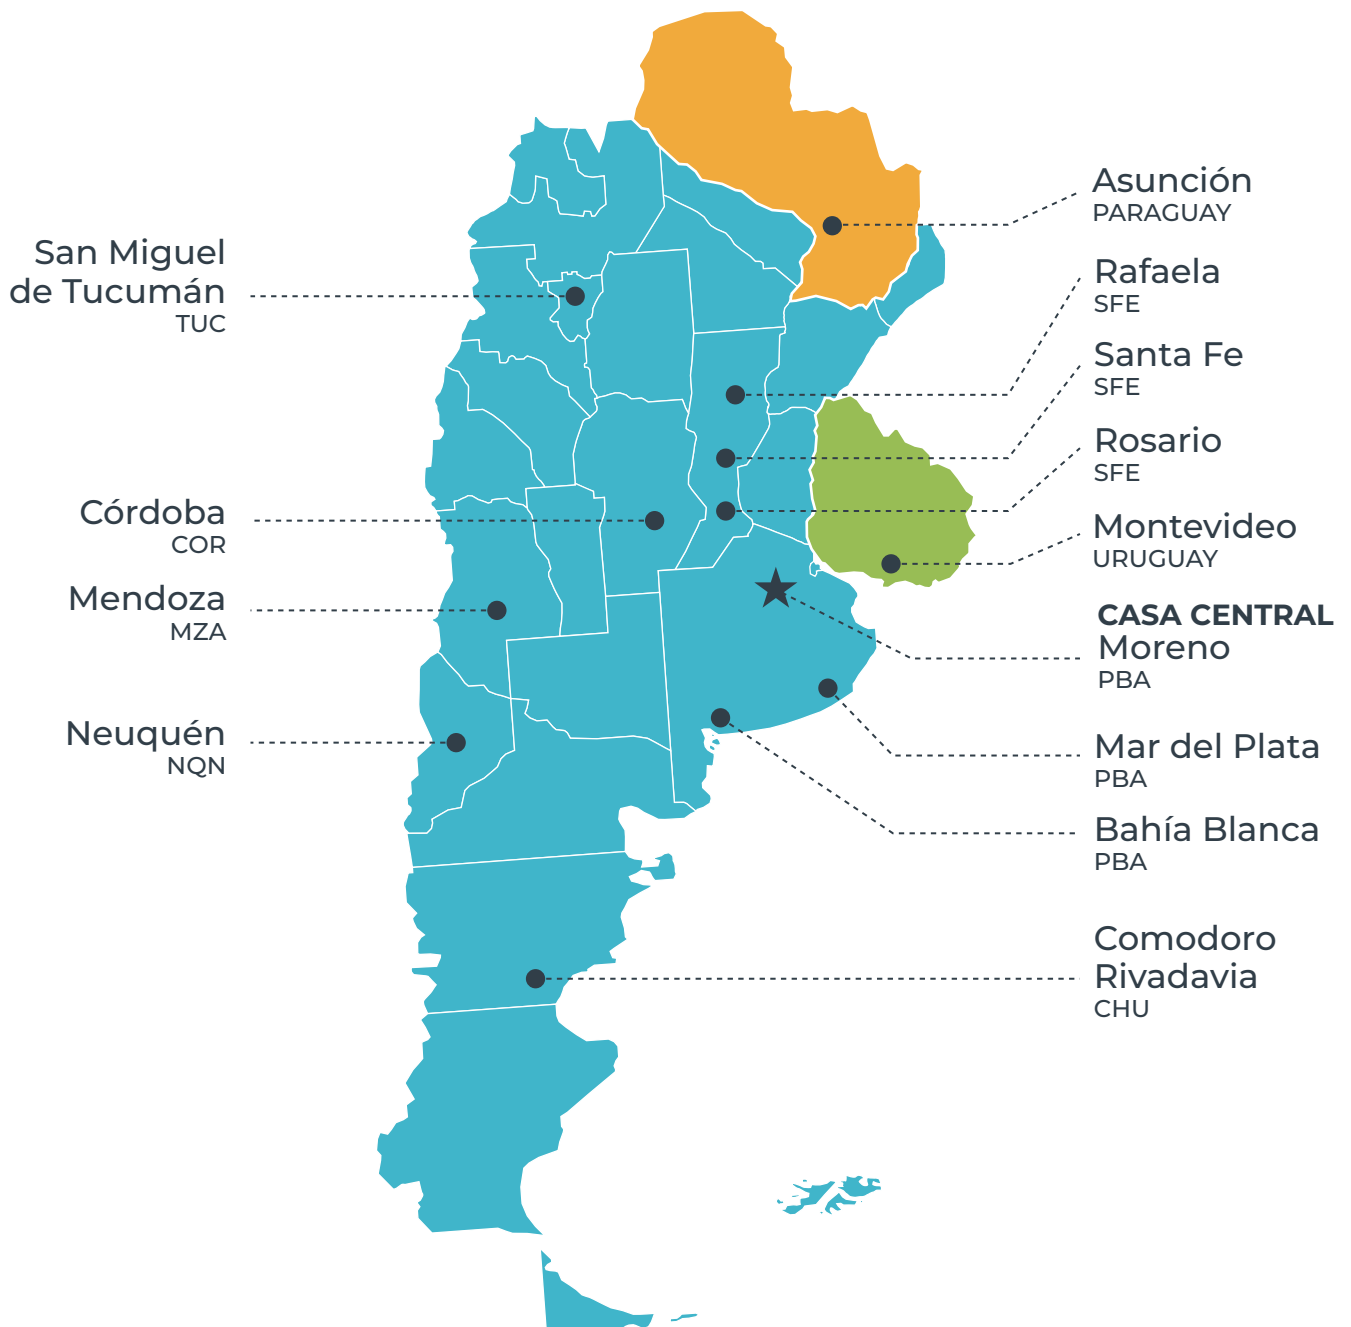 San Miguel
de Tucumán
TUC
Córdoba
COR
Mendoza
MZA
Neuquén
NQN
Asunción
PARAGUAY
Rafaela
SFE
Santa Fe
SFE
Rosario
SFE
Montevideo
URUGUAY
CASA CENTRAL
Moreno
PBA
Mar del Plata
PBA
Bahía Blanca
PBA
Comodoro
Rivadavia
CHU